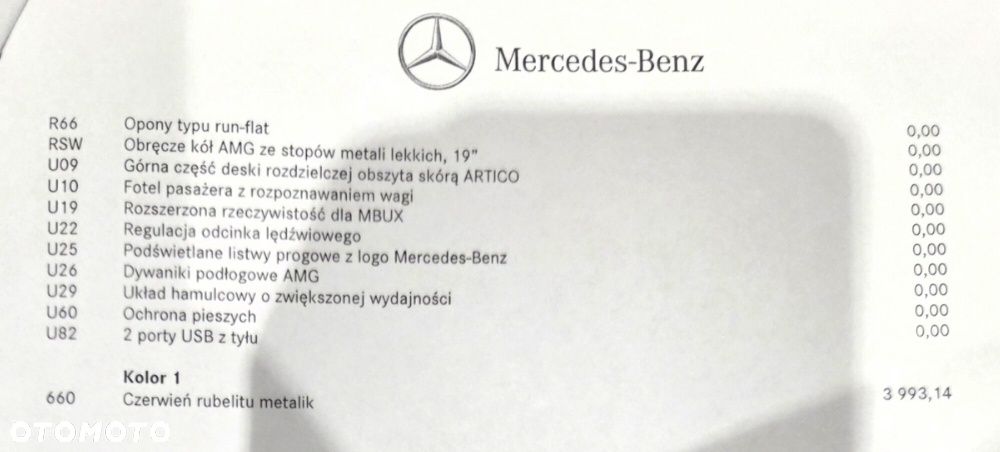 Mercedes-Benz
R66 Opony typu run-flat 0,00
RSW Obręcze kół AMG ze stopów metali lekkich, 19" 0,00
U09 Górna część deski rozdzielczej obszyta skórą ARTICO 0,00
U10 Fotel pasażera z rozpoznawaniem wagi 0,00
U19 Rozszerzona rzeczywistość dla MBUX 0,00
U22 Regulacja odcinka lędźwiowego 0,00
U25 Podświetlane listwy progowe z logo Mercedes-Benz 0,00
U26 Dywaniki podłogowe AMG 0,00
U29 Układ hamulcowy o zwiększonej wydajności 0,00
U60 Ochrona pieszych 0,00
U82 2 porty USB z tyłu 0,00
Kolor 1
660 Czerwień rubelitu metalik 3 993,14
OTOMOTO